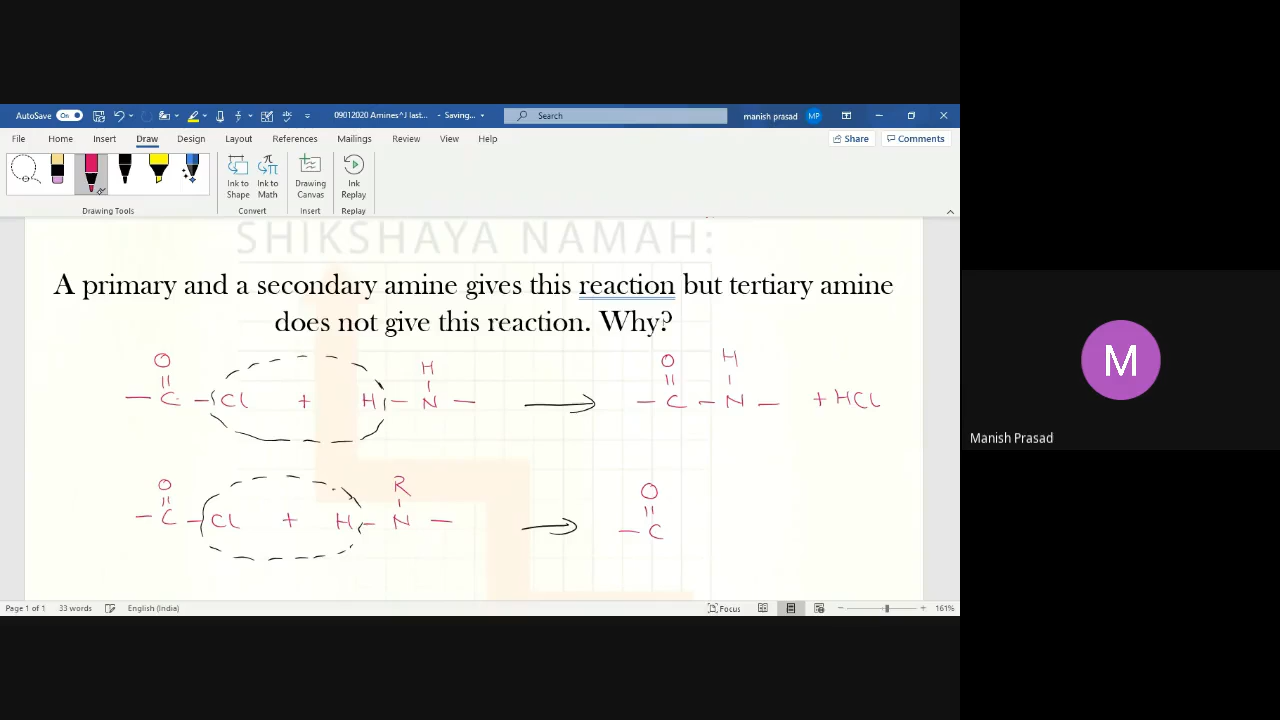 AutoSave On 09012020 Amines^J last... - Saving... Search manish prasad MP
File Home Insert Draw Design Layout References Mailings Review View Help Share Comments
Ink to Shape Ink to Math Drawing Canvas Ink Replay
Drawing Tools Convert Insert Replay
SHIKSHAYA NAMAH:
A primary and a secondary amine gives this reaction but tertiary amine
does not give this reaction. Why?
O H O H
— C — Cl + H — N — → — C — N — + HCl
O R O
— C — Cl + H — N — → — C
Page 1 of 1 33 words English (India) Focus 161%
M
Manish Prasad